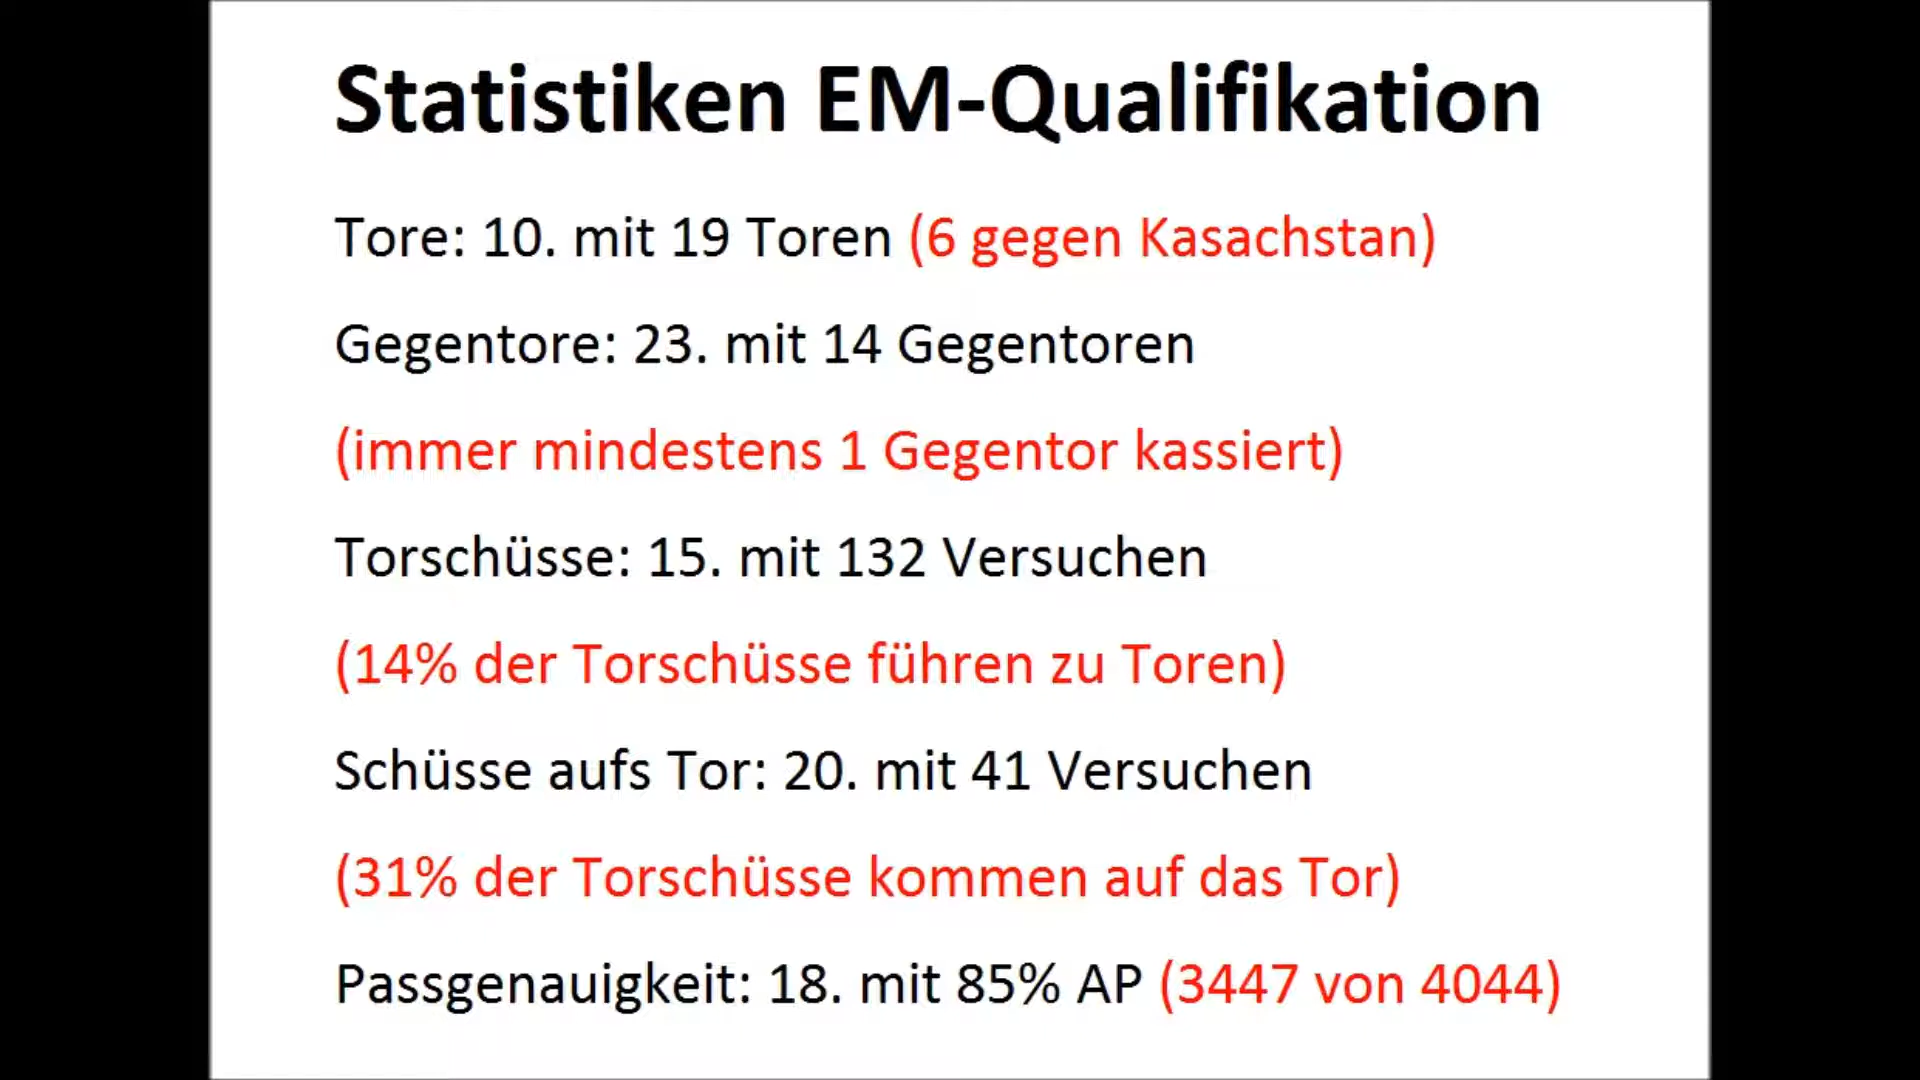 Statistiken EM-Qualifikation
Tore: 10. mit 19 Toren (6 gegen Kasachstan)
Gegentore: 23. mit 14 Gegentoren
(immer mindestens 1 Gegentor kassiert)
Torschüsse: 15. mit 132 Versuchen
(14% der Torschüsse führen zu Toren)
Schüsse aufs Tor: 20. mit 41 Versuchen
(31% der Torschüsse kommen auf das Tor)
Passgenauigkeit: 18. mit 85% AP (3447 von 4044)